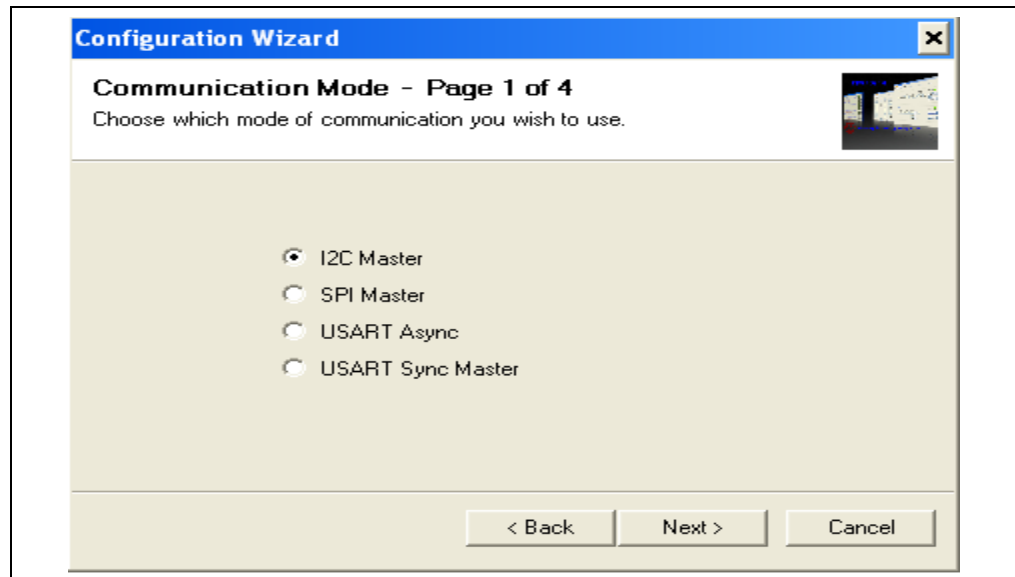 Configuration Wizard
Communication Mode - Page 1 of 4
Choose which mode of communication you wish to use.
I2C Master
SPI Master
USART Async
USART Sync Master
< Back
Next >
Cancel